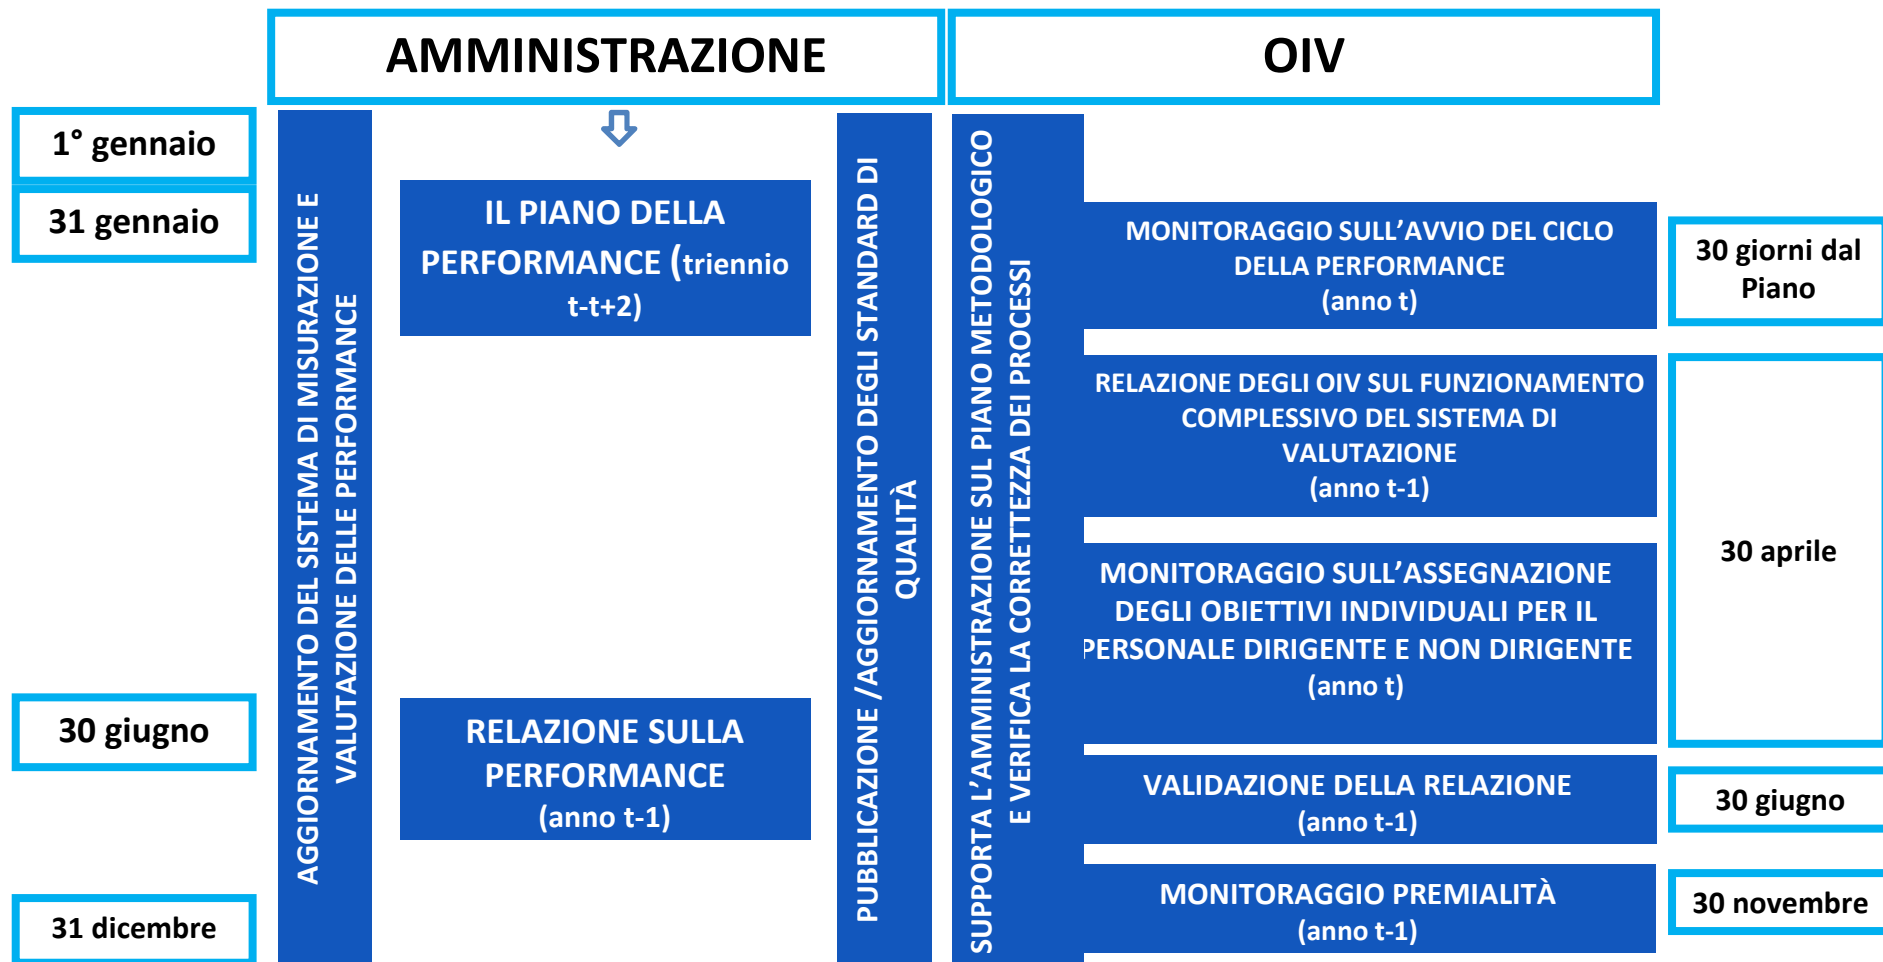 AMMINISTRAZIONE
OIV
1° gennaio
31 gennaio
30 giugno
31 dicembre
AGGIORNAMENTO DEL SISTEMA DI MISURAZIONE E
VALUTAZIONE DELLE PERFORMANCE
IL PIANO DELLA
PERFORMANCE (triennio
t-t+2)
RELAZIONE SULLA
PERFORMANCE
(anno t-1)
PUBBLICAZIONE /AGGIORNAMENTO DEGLI STANDARD DI
QUALITÀ
SUPPORTA L’AMMINISTRAZIONE SUL PIANO METODOLOGICO
E VERIFICA LA CORRETTEZZA DEI PROCESSI
MONITORAGGIO SULL’AVVIO DEL CICLO
DELLA PERFORMANCE
(anno t)
30 giorni dal
Piano
RELAZIONE DEGLI OIV SUL FUNZIONAMENTO
COMPLESSIVO DEL SISTEMA DI
VALUTAZIONE
(anno t-1)
MONITORAGGIO SULL’ASSEGNAZIONE
DEGLI OBIETTIVI INDIVIDUALI PER IL
PERSONALE DIRIGENTE E NON DIRIGENTE
(anno t)
30 aprile
VALIDAZIONE DELLA RELAZIONE
(anno t-1)
30 giugno
MONITORAGGIO PREMIALITÀ
(anno t-1)
30 novembre